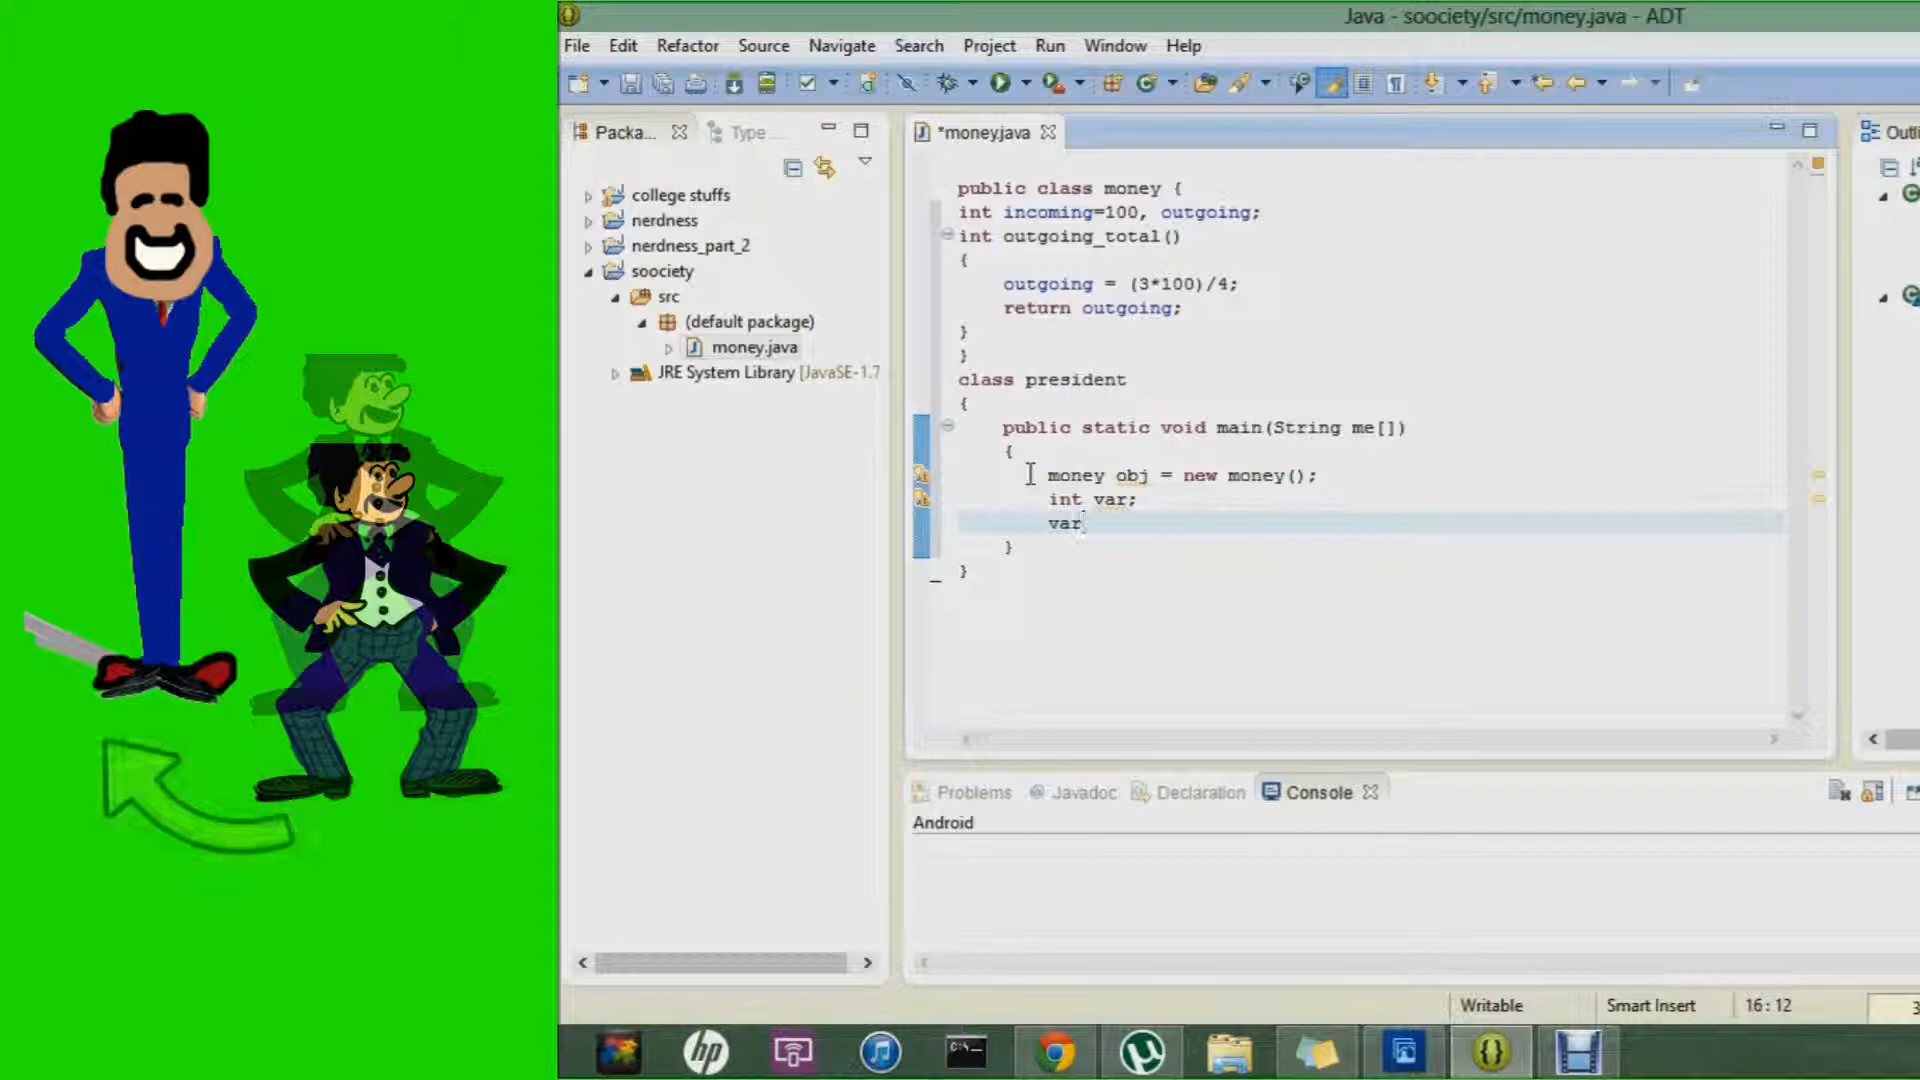 Java - soociety/src/money.java - ADT
File Edit Refactor Source Navigate Search Project Run Window Help
Packa... Type ...
*money.java
college stuffs
nerdness
nerdness_part_2
soociety
src
(default package)
money.java
JRE System Library [JavaSE-1.7
public class money {
int incoming=100, outgoing;
int outgoing_total()
{
outgoing = (3*100)/4;
return outgoing;
}
}
class president
{
public static void main(String me[])
{
money obj = new money();
int var;
var
}
}
Problems Javadoc Declaration Console
Android
Writable Smart Insert 16 : 12
hp
C:\_